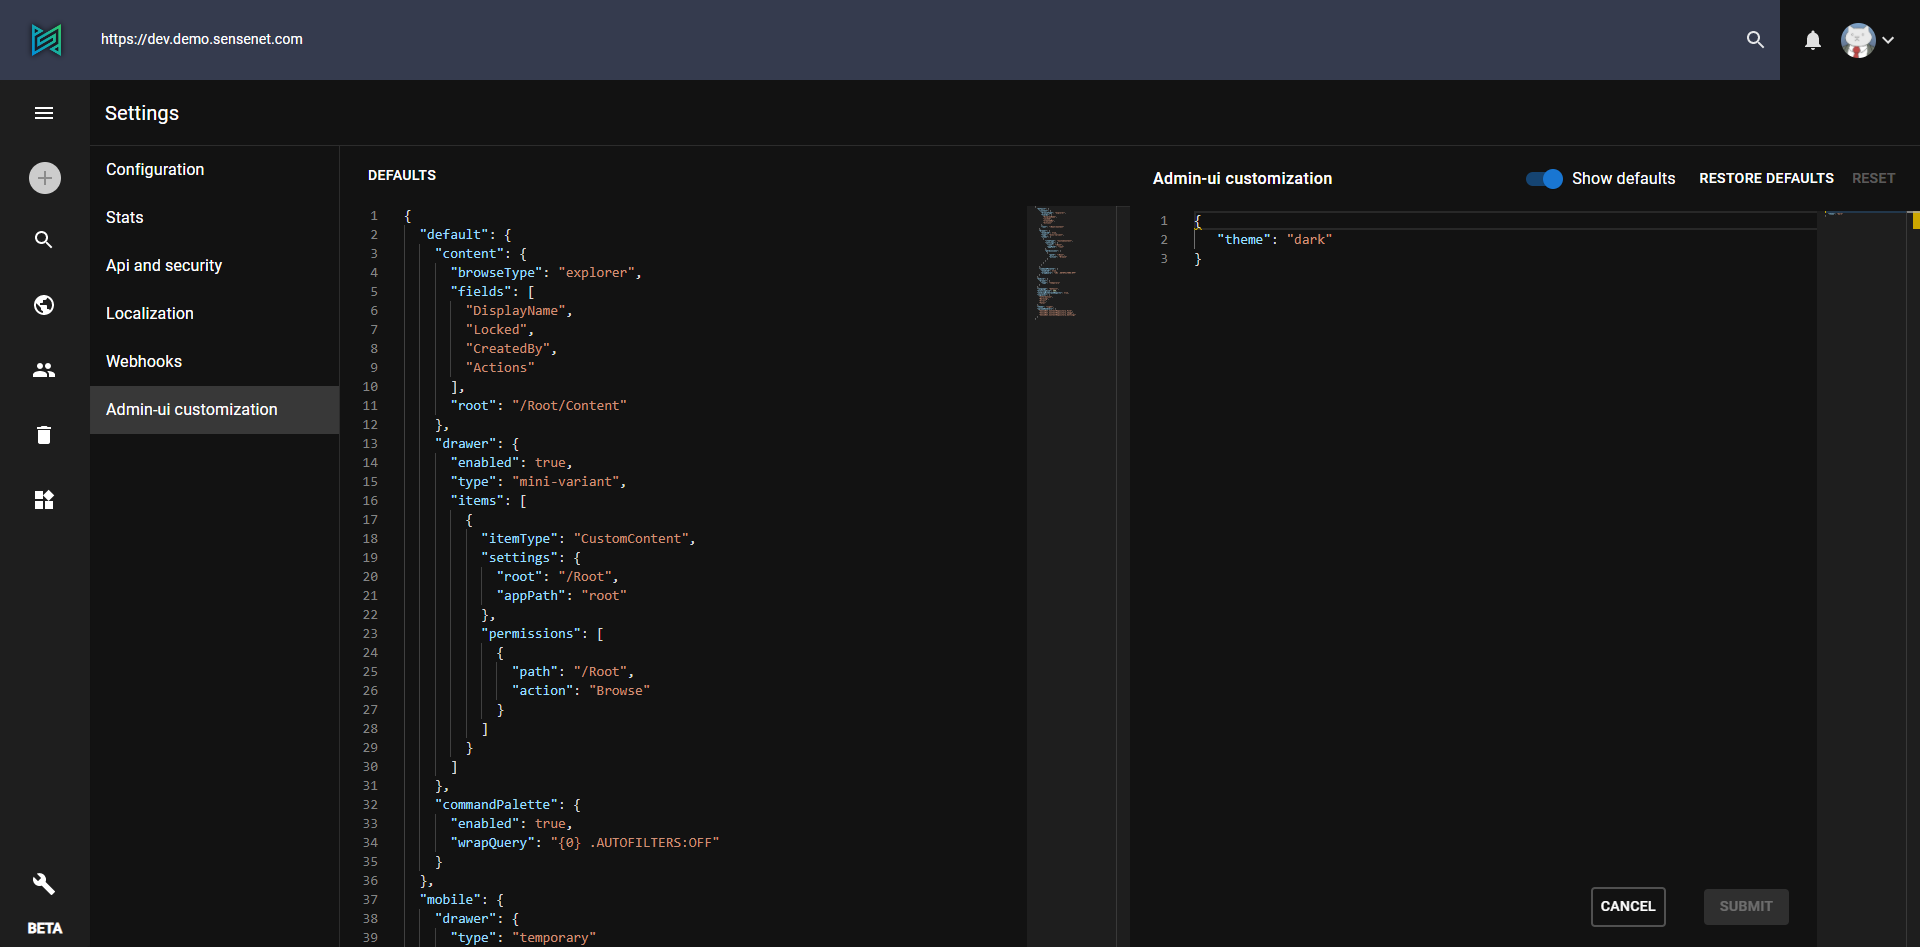 https://dev.demo.sensenet.com
Settings
Configuration
Stats
Api and security
Localization
Webhooks
Admin-ui customization
BETA
DEFAULTS
1 {
2 "default": {
3 "content": {
4 "browseType": "explorer",
5 "fields": [
6 "DisplayName",
7 "Locked",
8 "CreatedBy",
9 "Actions"
10 ],
11 "root": "/Root/Content"
12 },
13 "drawer": {
14 "enabled": true,
15 "type": "mini-variant",
16 "items": [
17 {
18 "itemType": "CustomContent",
19 "settings": {
20 "root": "/Root",
21 "appPath": "root"
22 },
23 "permissions": [
24 {
25 "path": "/Root",
26 "action": "Browse"
27 }
28 ]
29 }
30 ]
31 },
32 "commandPalette": {
33 "enabled": true,
34 "wrapQuery": "{0} .AUTOFILTERS:OFF"
35 }
36 },
37 "mobile": {
38 "drawer": {
39 "type": "temporary"
Admin-ui customization
Show defaults
RESTORE DEFAULTS
RESET
1 {
2 "theme": "dark"
3 }
CANCEL
SUBMIT